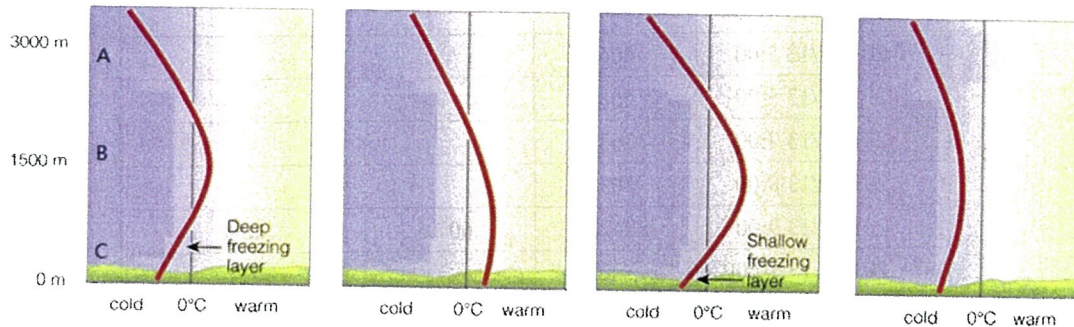 3000 m
A
1500 m
B
Deep
freezing
layer
C
0 m
cold 0°C warm
cold 0°C warm
Shallow
freezing
layer
cold 0°C warm
cold 0°C warm